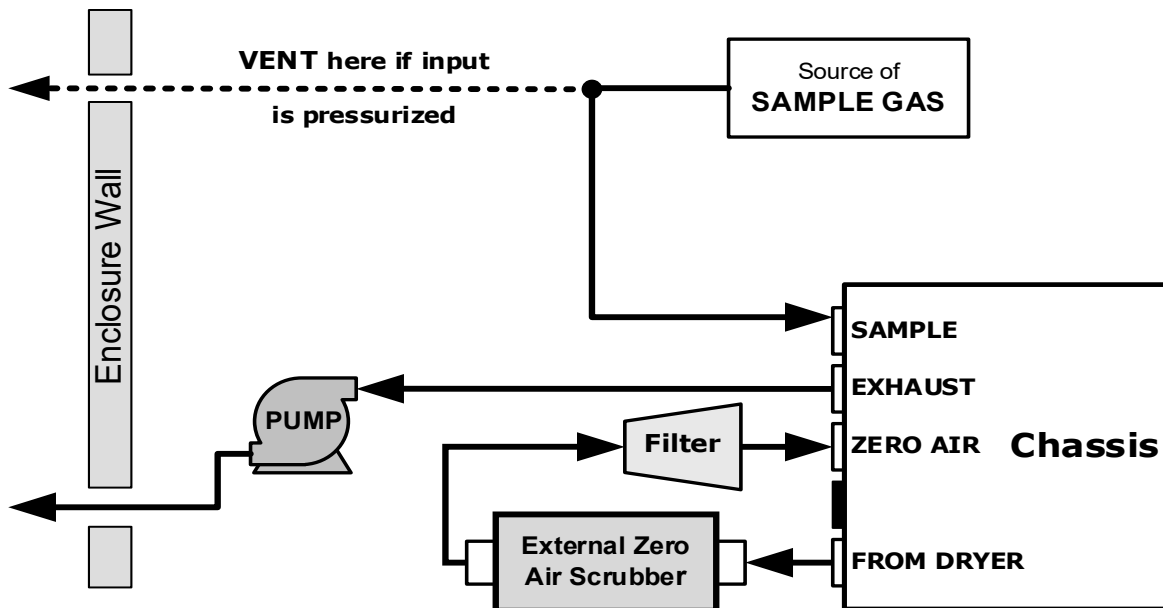 VENT here if input
is pressurized
Source of
SAMPLE GAS
Enclosure Wall
SAMPLE
EXHAUST
PUMP
Filter
ZERO AIR
Chassis
External Zero
Air Scrubber
FROM DRYER